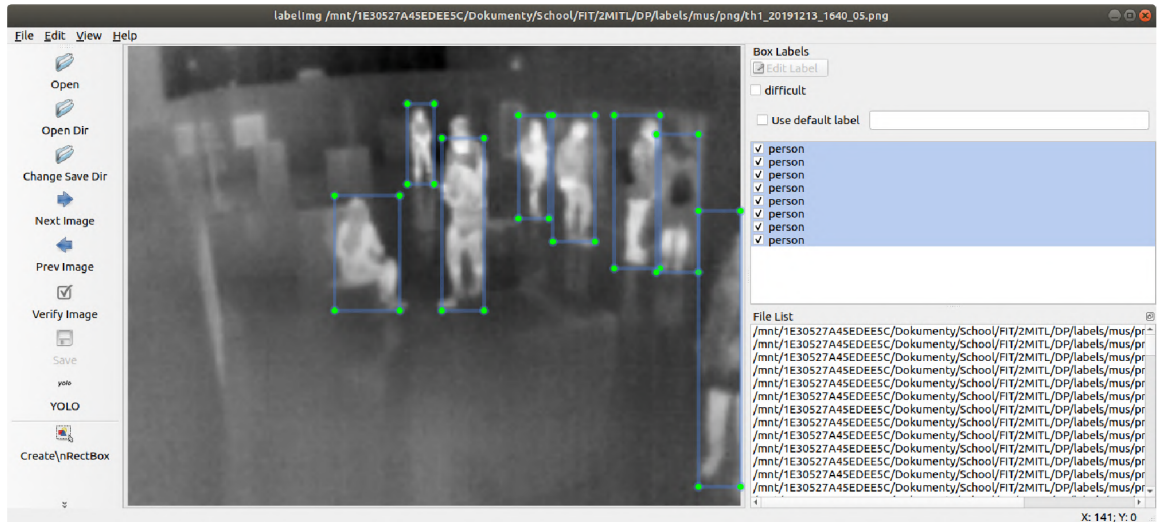 labelImg /mnt/1E30527A45EDEE5C/Dokumenty/School/FIT/2MITL/DP/labels/mus/png/th1_20191213_1640_05.png
File Edit View Help
Open
Open Dir
Change Save Dir
Next Image
Prev Image
Verify Image
Save
yolo
YOLO
Create\nRectBox
Box Labels
Edit Label
difficult
Use default label
person
person
person
person
person
person
person
person
File List
/mnt/1E30527A45EDEE5C/Dokumenty/School/FIT/2MITL/DP/labels/mus/pr
/mnt/1E30527A45EDEE5C/Dokumenty/School/FIT/2MITL/DP/labels/mus/pr
/mnt/1E30527A45EDEE5C/Dokumenty/School/FIT/2MITL/DP/labels/mus/pr
/mnt/1E30527A45EDEE5C/Dokumenty/School/FIT/2MITL/DP/labels/mus/pr
/mnt/1E30527A45EDEE5C/Dokumenty/School/FIT/2MITL/DP/labels/mus/pr
/mnt/1E30527A45EDEE5C/Dokumenty/School/FIT/2MITL/DP/labels/mus/pr
/mnt/1E30527A45EDEE5C/Dokumenty/School/FIT/2MITL/DP/labels/mus/pr
/mnt/1E30527A45EDEE5C/Dokumenty/School/FIT/2MITL/DP/labels/mus/pr
/mnt/1E30527A45EDEE5C/Dokumenty/School/FIT/2MITL/DP/labels/mus/pr
/mnt/1E30527A45EDEE5C/Dokumenty/School/FIT/2MITL/DP/labels/mus/pr
/mnt/1E30527A45EDEE5C/Dokumenty/School/FIT/2MITL/DP/labels/mus/pr
/mnt/1E30527A45EDEE5C/Dokumenty/School/FIT/2MITL/DP/labels/mus/pr
/mnt/1E30527A45EDEE5C/Dokumenty/School/FIT/2MITL/DP/labels/mus/pr
X: 141; Y: 0